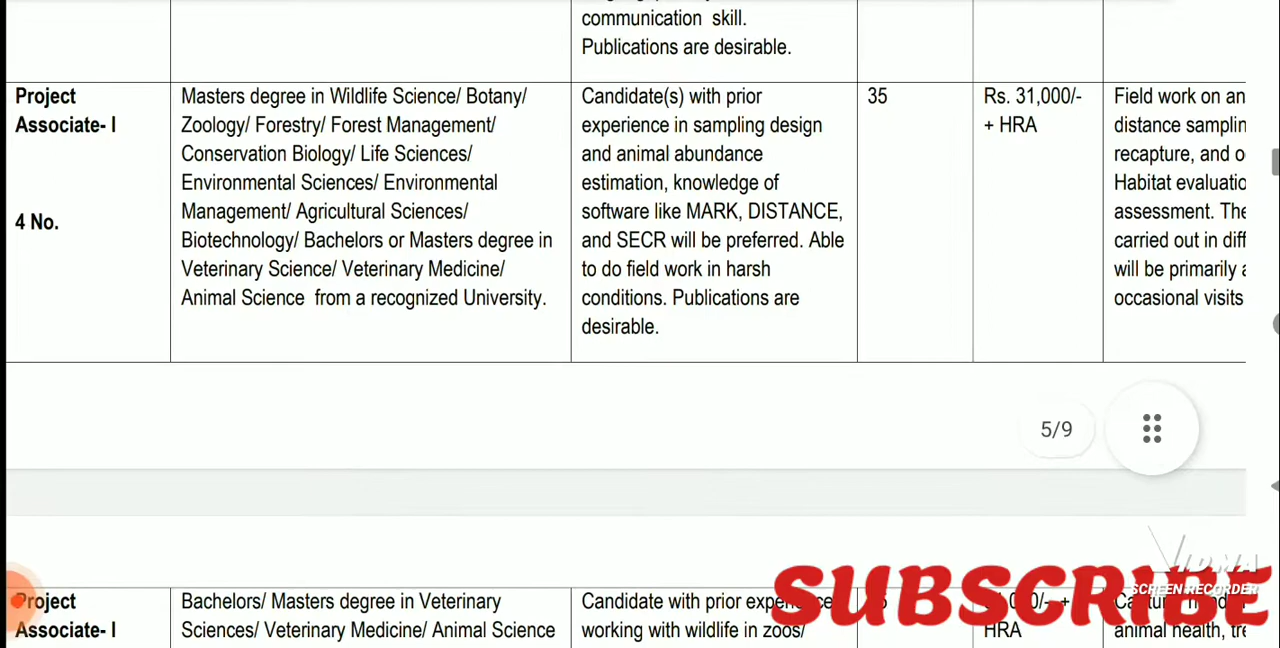 communication skill.
Publications are desirable.
Project
Associate- I
4 No.
Masters degree in Wildlife Science/ Botany/
Zoology/ Forestry/ Forest Management/
Conservation Biology/ Life Sciences/
Environmental Sciences/ Environmental
Management/ Agricultural Sciences/
Biotechnology/ Bachelors or Masters degree in
Veterinary Science/ Veterinary Medicine/
Animal Science from a recognized University.
Candidate(s) with prior
experience in sampling design
and animal abundance
estimation, knowledge of
software like MARK, DISTANCE,
and SECR will be preferred. Able
to do field work in harsh
conditions. Publications are
desirable.
35
Rs. 31,000/-
+ HRA
Field work on an
distance samplin
recapture, and o
Habitat evaluatio
assessment. The
carried out in diff
will be primarily
occasional visits
5/9
Project
Associate- I
Bachelors/ Masters degree in Veterinary
Sciences/ Veterinary Medicine/ Animal Science
Candidate with prior experience
working with wildlife in zoos/
HRA
animal health, tre
SUBSCRIBE
VIDMA
SCREEN RECORDER